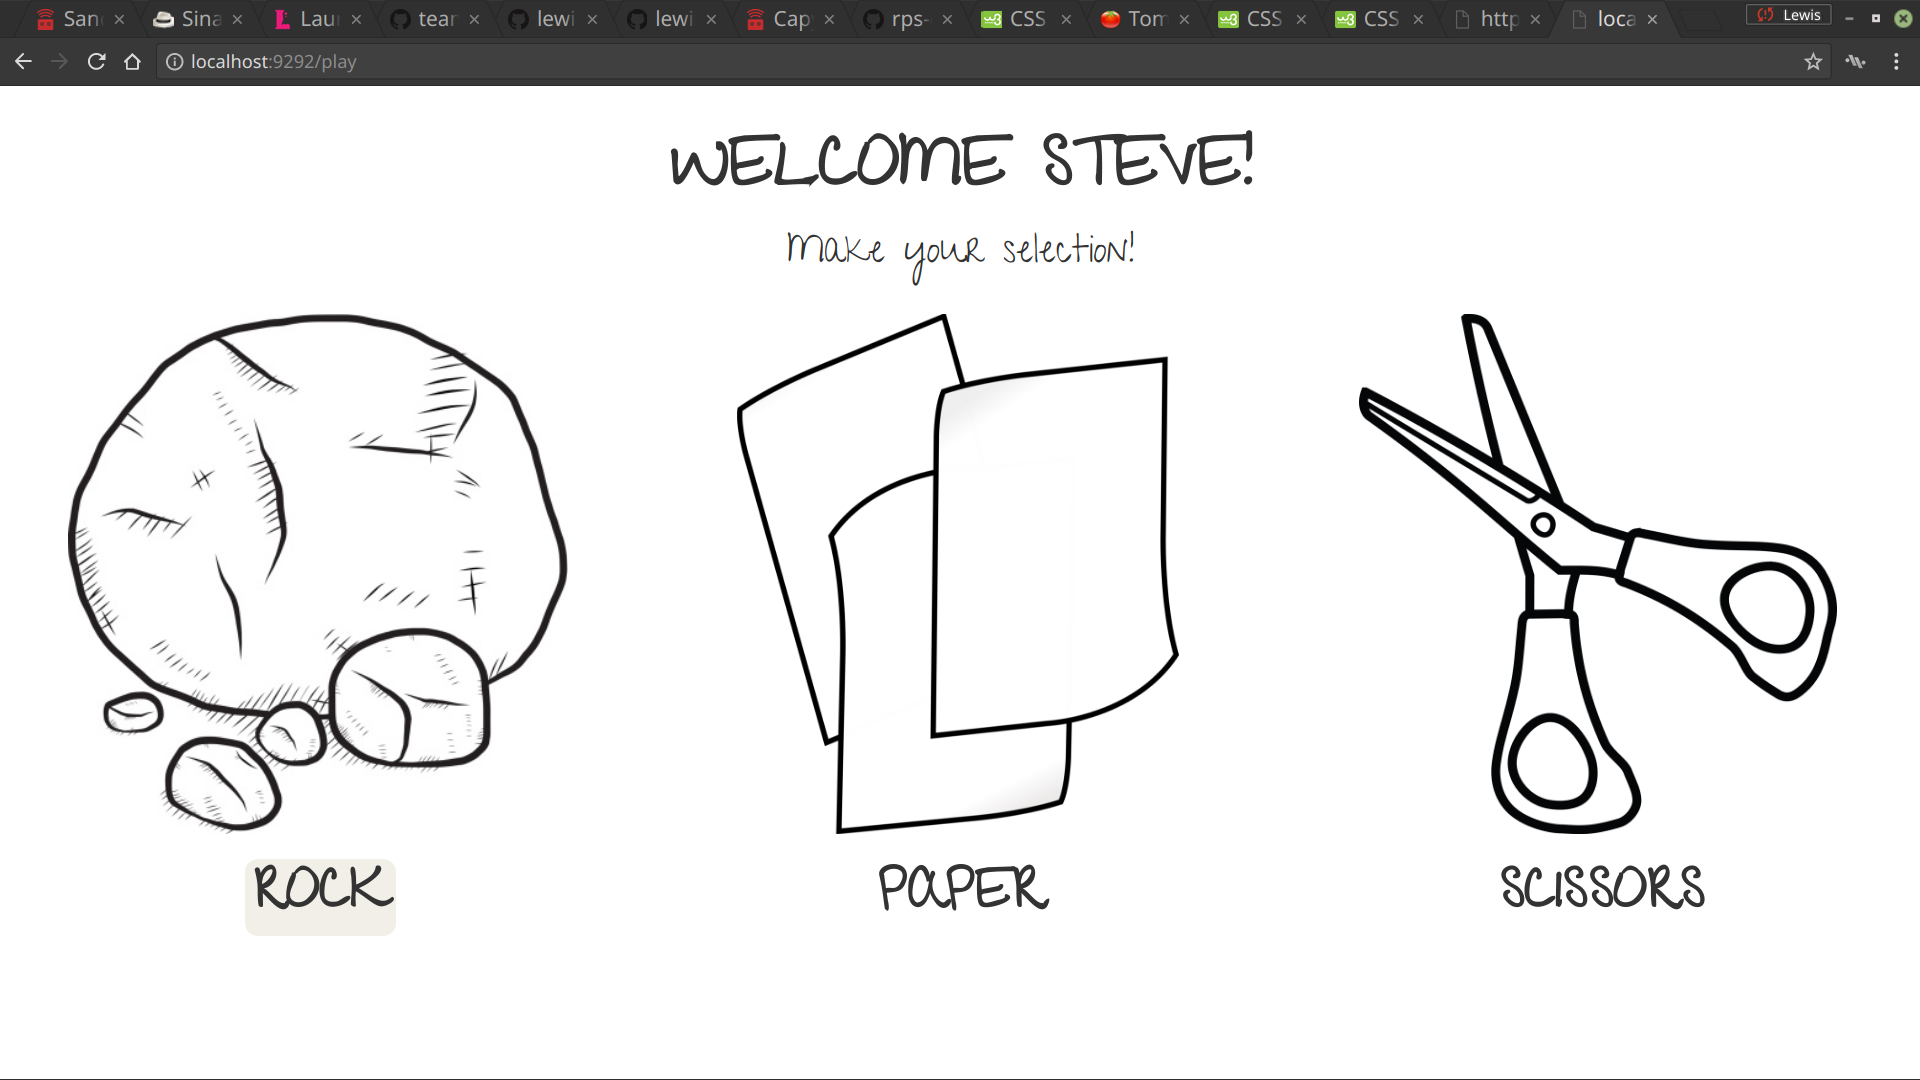 San Sina Lau tear lewi lewi Cap rps- CSS Tom CSS CSS http loca Lewis
localhost:9292/play
WELCOME STEVE!
Make your selection!
ROCK PAPER SCISSORS